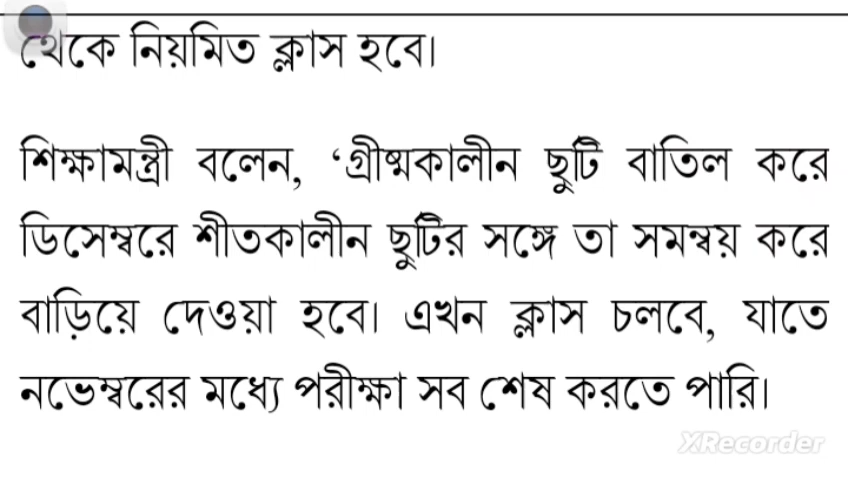 থেকে নিয়মিত ক্লাস হবে।
শিক্ষামন্ত্রী বলেন, ‘গ্রীষ্মকালীন ছুটি বাতিল করে
ডিসেম্বরে শীতকালীন ছুটির সঙ্গে তা সমন্বয় করে
বাড়িয়ে দেওয়া হবে। এখন ক্লাস চলবে, যাতে
নভেম্বরের মধ্যে পরীক্ষা সব শেষ করতে পারি।
XRecorder